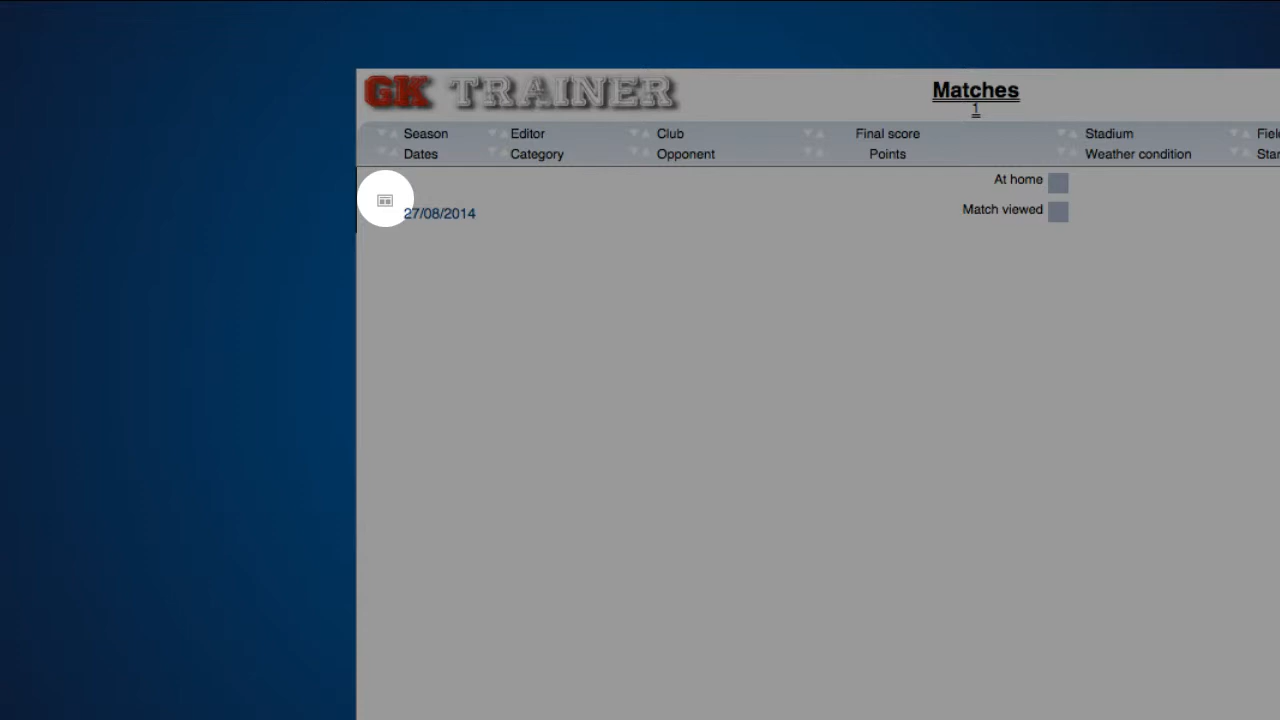 GK TRAINER
Matches
1
Season Editor Club Final score Stadium
Dates Category Opponent Points Weather condition
At home
27/08/2014 Match viewed